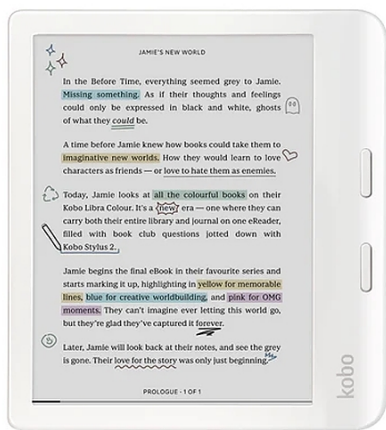 JAMIE'S NEW WORLD
In the Before Time, everything seemed grey to Jamie.
Missing something. As if their thoughts and feelings
could only be expressed in black and white, ghosts
of what they could be.
A time before Jamie knew how books could take them to
imaginative new worlds. How they would learn to love
characters as friends — or love to hate them as enemies.
Today, Jamie looks at all the colourful books on their
Kobo Libra Colour. It's a new era — one where they can
carry both their entire library and journal on one eReader,
filled with book club questions jotted down with
Kobo Stylus 2.
Jamie begins the final eBook in their favourite series and
starts marking it up, highlighting in yellow for memorable
lines, blue for creative worldbuilding, and pink for OMG
moments. They can't imagine ever letting this world go,
but they're glad they've captured it forever.
Later, Jamie will look back at their notes, and see the grey
is gone. Their love for the story was only just beginning.
PROLOGUE - 1 OF 1
kobo